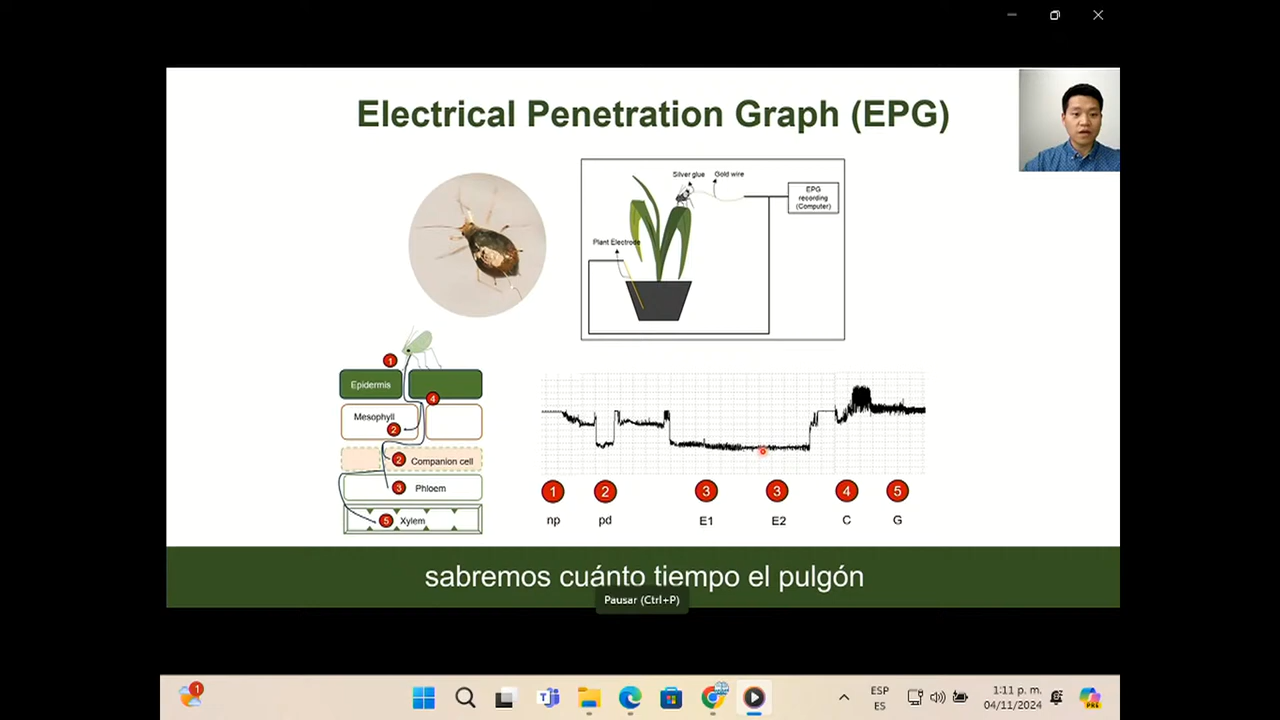 Electrical Penetration Graph (EPG)
Silver glue
Gold wire
EPG
recording
(Computer)
Plant Electrode
1
Epidermis
4
Mesophyll
2
2 Companion cell
3 Phloem
5 Xylem
1 2 3 3 4 5
np pd E1 E2 C G
sabremos cuánto tiempo el pulgón
Pausar (Ctrl+P)
1
ESP
ES
1:11 p. m.
04/11/2024
PRE